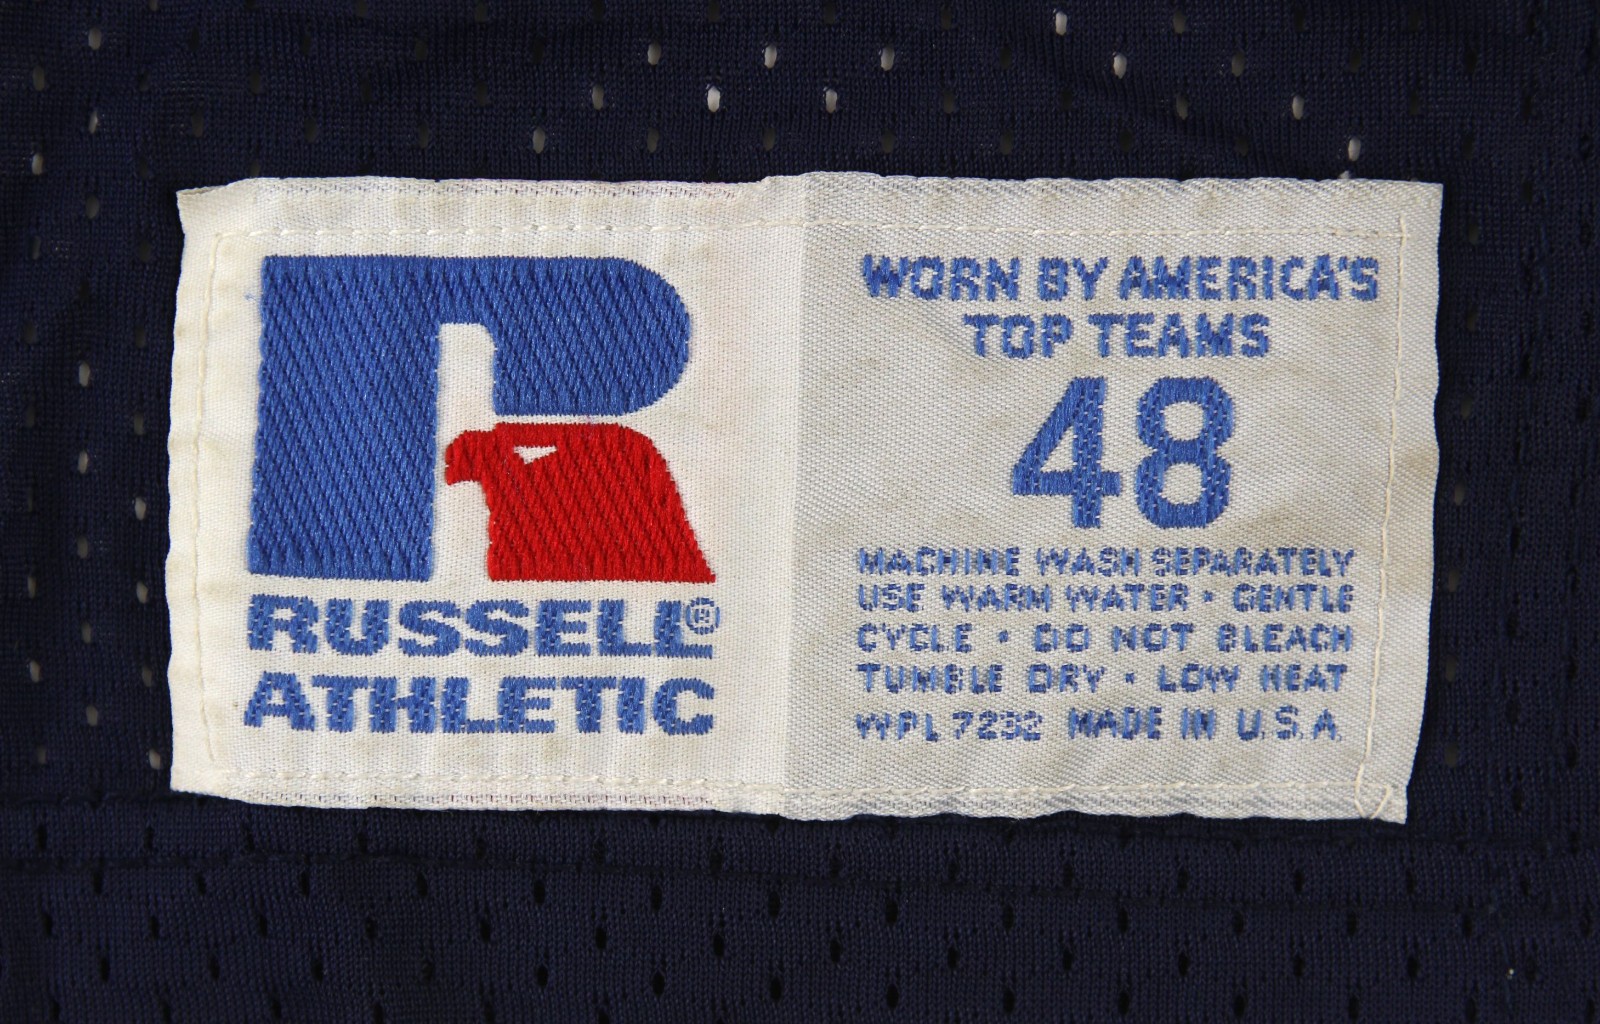 RUSSELL®
ATHLETIC
WORN BY AMERICA'S
TOP TEAMS
48
MACHINE WASH SEPARATELY
USE WARM WATER • GENTLE
CYCLE • DO NOT BLEACH
TUMBLE DRY • LOW HEAT
WPL 7232 MADE IN U.S.A.